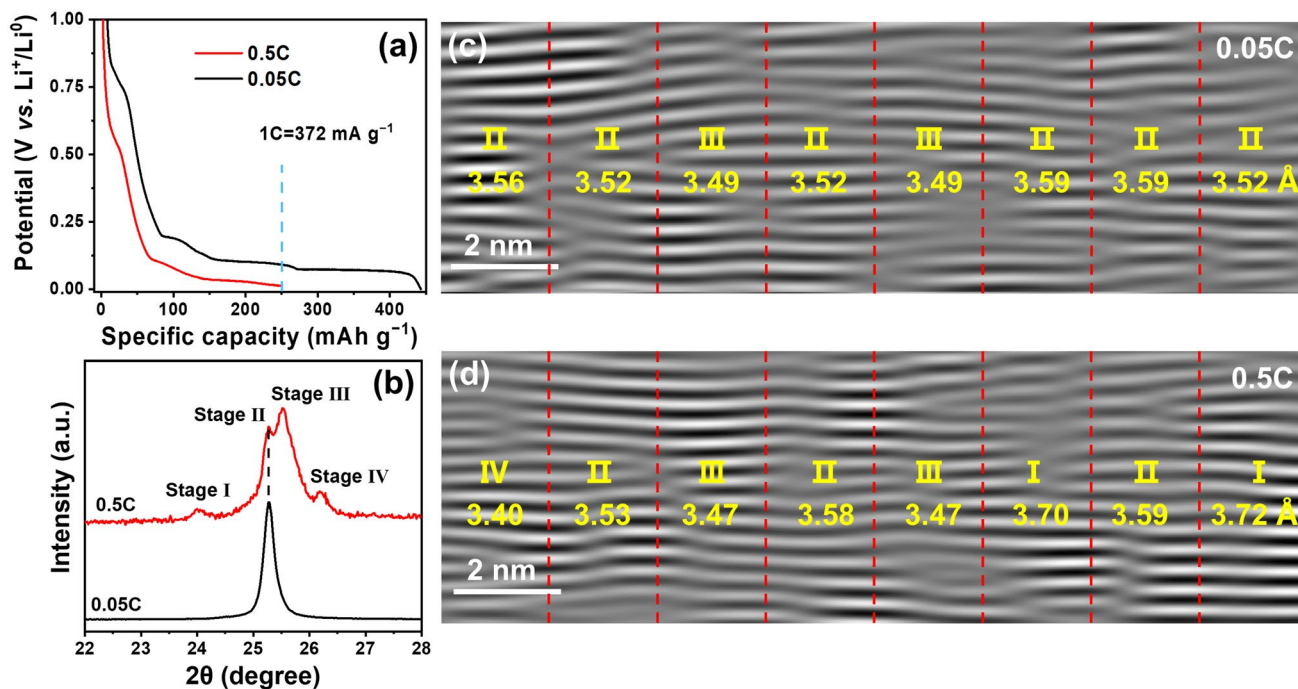 (a)
0.5C
0.05C
1C=372 mA g⁻¹
Potential (V vs. Li⁺/Li⁰)
1.00
0.75
0.50
0.25
0.00
0 100 200 300 400
Specific capacity (mAh g⁻¹)
(b)
Stage III
Stage II
Stage I
Stage IV
0.5C
0.05C
Intensity (a.u.)
22 23 24 25 26 27 28
2θ (degree)
(c) 0.05C
II II III II III II II II
3.56 3.52 3.49 3.52 3.49 3.59 3.59 3.52 Å
2 nm
(d) 0.5C
IV II III II III I II I
3.40 3.53 3.47 3.58 3.47 3.70 3.59 3.72 Å
2 nm